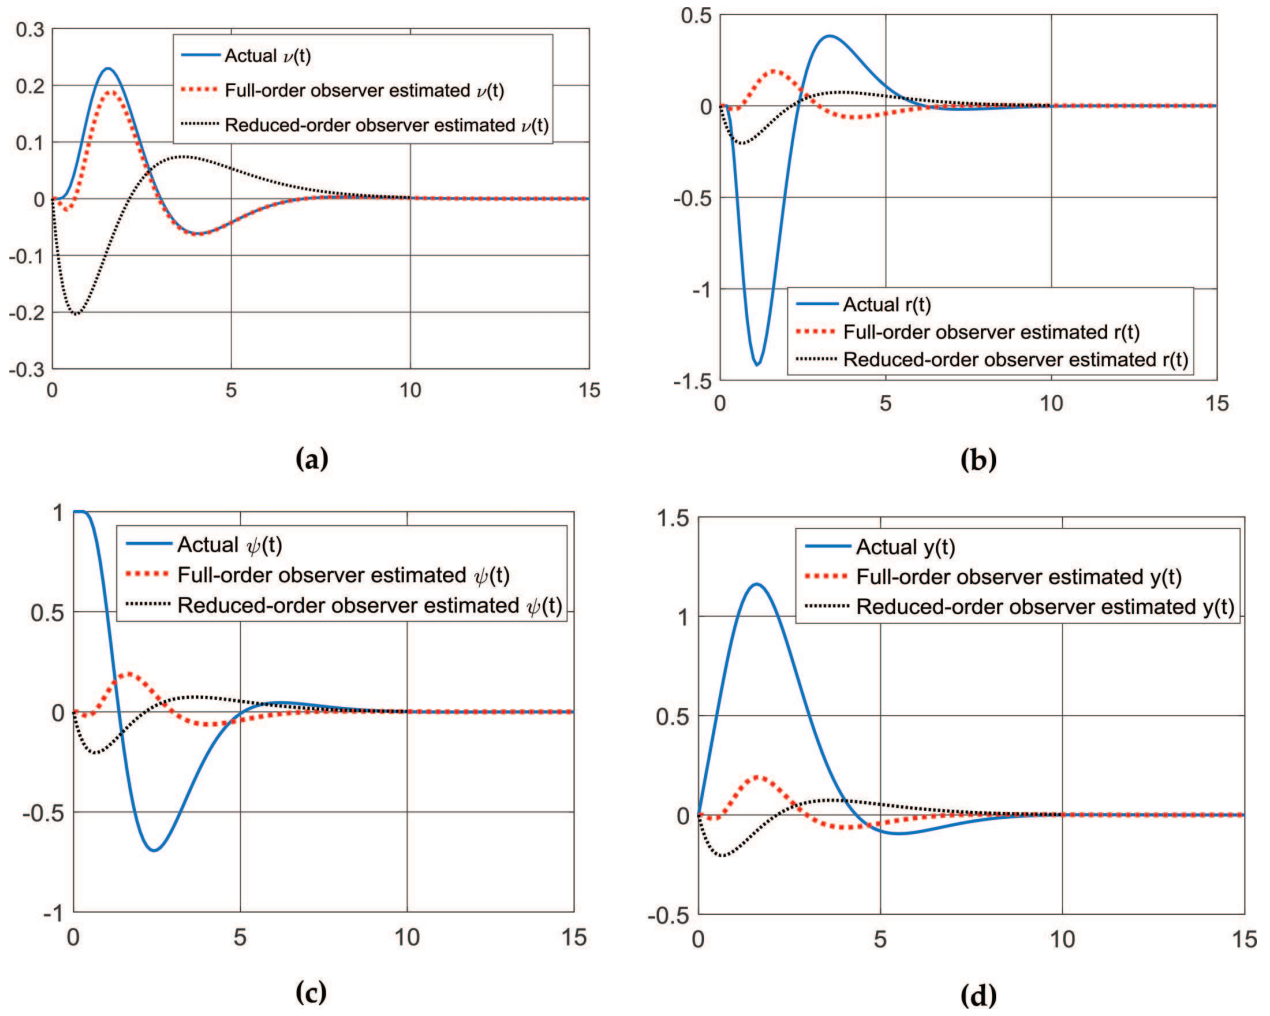 0.3
0.2
0.1
0
-0.1
-0.2
-0.3
Actual ν(t)
Full-order observer estimated ν(t)
Reduced-order observer estimated ν(t)
0 5 10 15
(a)
0.5
0
-0.5
-1
-1.5
Actual r(t)
Full-order observer estimated r(t)
Reduced-order observer estimated r(t)
0 5 10 15
(b)
1
0.5
0
-0.5
-1
Actual ψ(t)
Full-order observer estimated ψ(t)
Reduced-order observer estimated ψ(t)
0 5 10 15
(c)
1.5
1
0.5
0
-0.5
Actual y(t)
Full-order observer estimated y(t)
Reduced-order observer estimated y(t)
0 5 10 15
(d)